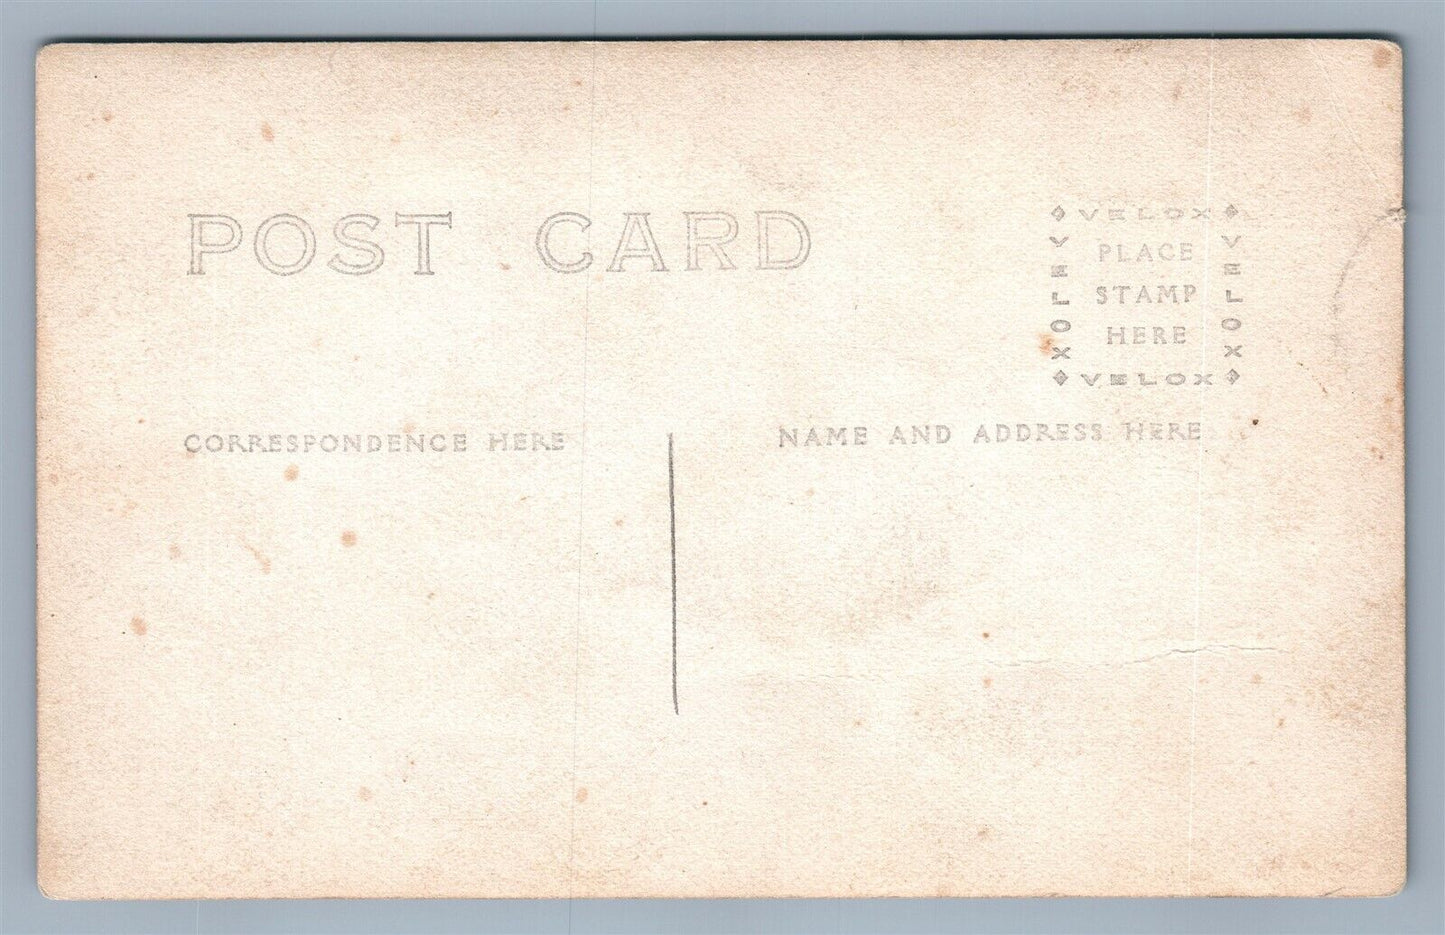 POST CARD
VELOX
VELOX
VELOX
PLACE
STAMP
HERE
VELOX
CORRESPONDENCE HERE
NAME AND ADDRESS HERE